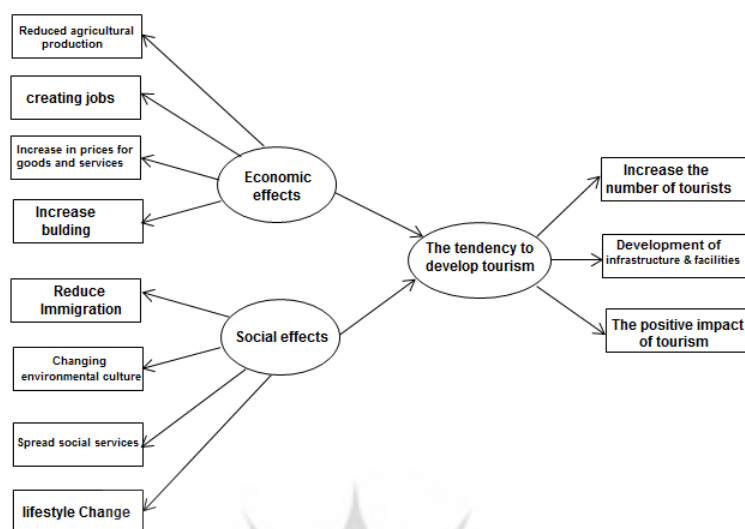 Reduced agricultural
production
creating jobs
Increase in prices for
goods and services
Increase
bulding
Economic
effects
Reduce
Immigration
Changing
environmental culture
Spread social services
lifestyle Change
Social effects
The tendency to
develop tourism
Increase the
number of tourists
Development of
infrastructure & facilities
The positive impact
of tourism